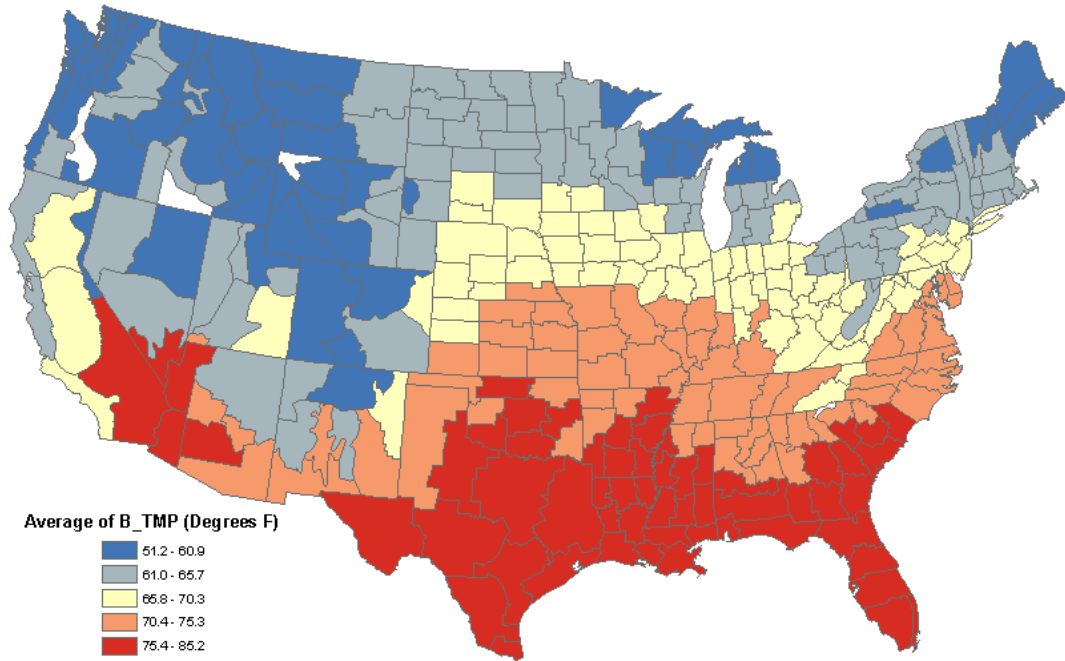 Average of B_TMP (Degrees F)
51.2 - 60.9
61.0 - 65.7
65.8 - 70.3
70.4 - 75.3
75.4 - 85.2